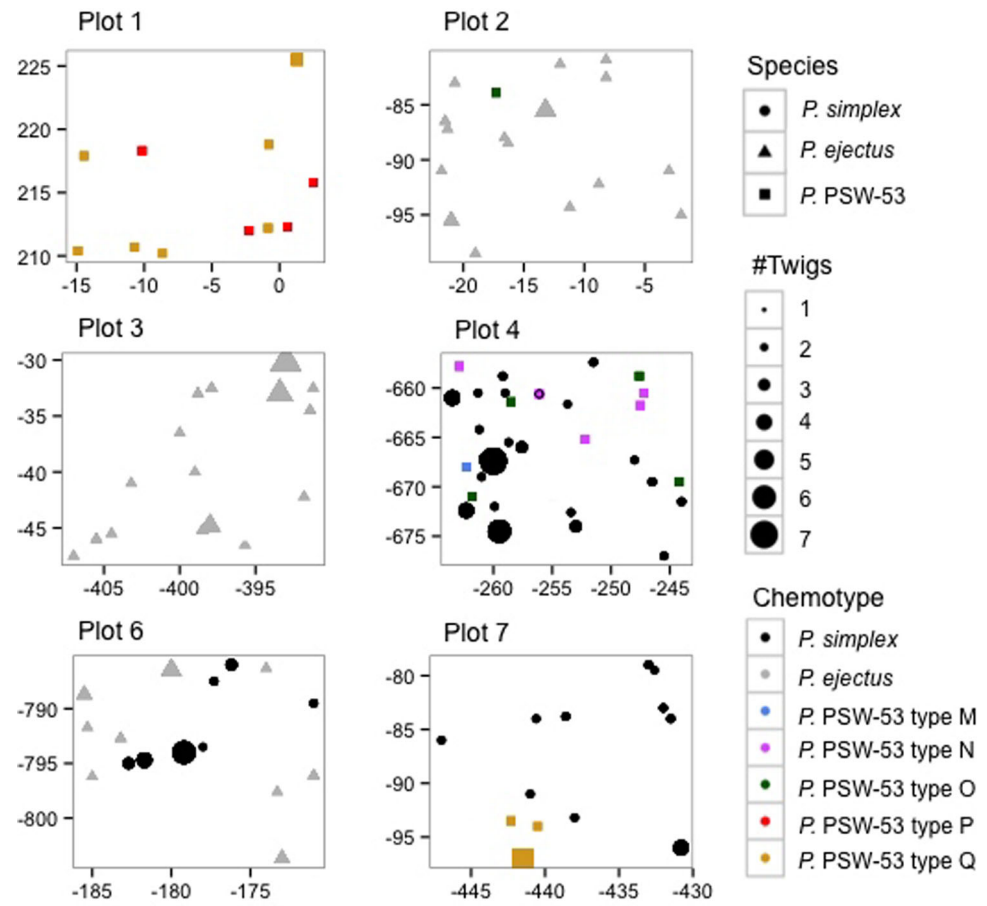 Plot 1
225
220
215
210
-15 -10 -5 0
Plot 2
-85
-90
-95
-20 -15 -10 -5
Plot 3
-30
-35
-40
-45
-405 -400 -395
Plot 4
-660
-665
-670
-675
-260 -255 -250 -245
Plot 6
-790
-795
-800
-185 -180 -175
Plot 7
-80
-85
-90
-95
-445 -440 -435 -430
Species
P. simplex
P. ejectus
P. PSW-53
#Twigs
1
2
3
4
5
6
7
Chemotype
P. simplex
P. ejectus
P. PSW-53 type M
P. PSW-53 type N
P. PSW-53 type O
P. PSW-53 type P
P. PSW-53 type Q